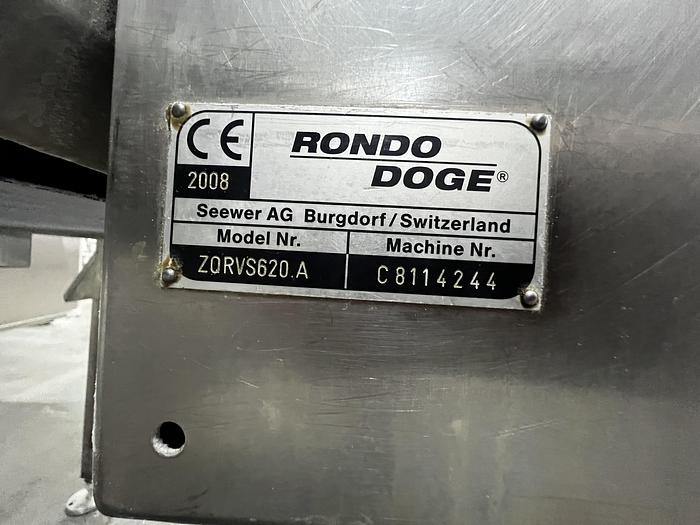 CE
2008
RONDO
DOGE®
Seewer AG Burgdorf/Switzerland
Model Nr.
Machine Nr.
ZQRVS620.A
C8114244